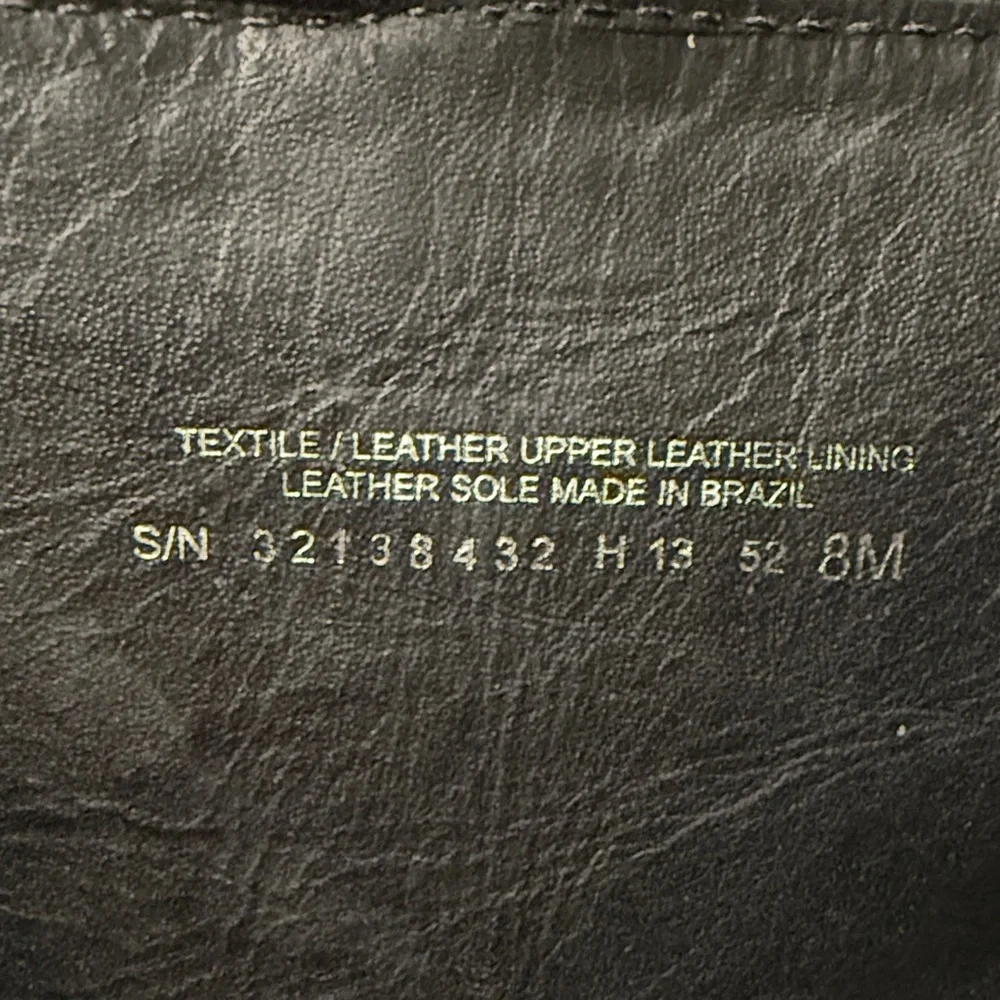 TEXTILE / LEATHER UPPER LEATHER LINING
LEATHER SOLE MADE IN BRAZIL
S/N 32138432 H 13 52 8M